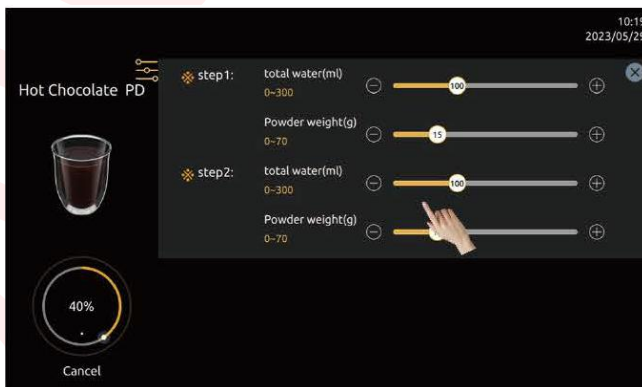 10:19
2023/05/29
Hot Chocolate PD
step1:
total water(ml)
0~300
100
Powder weight(g)
0~70
15
step2:
total water(ml)
0~300
100
Powder weight(g)
0~70
40%
Cancel